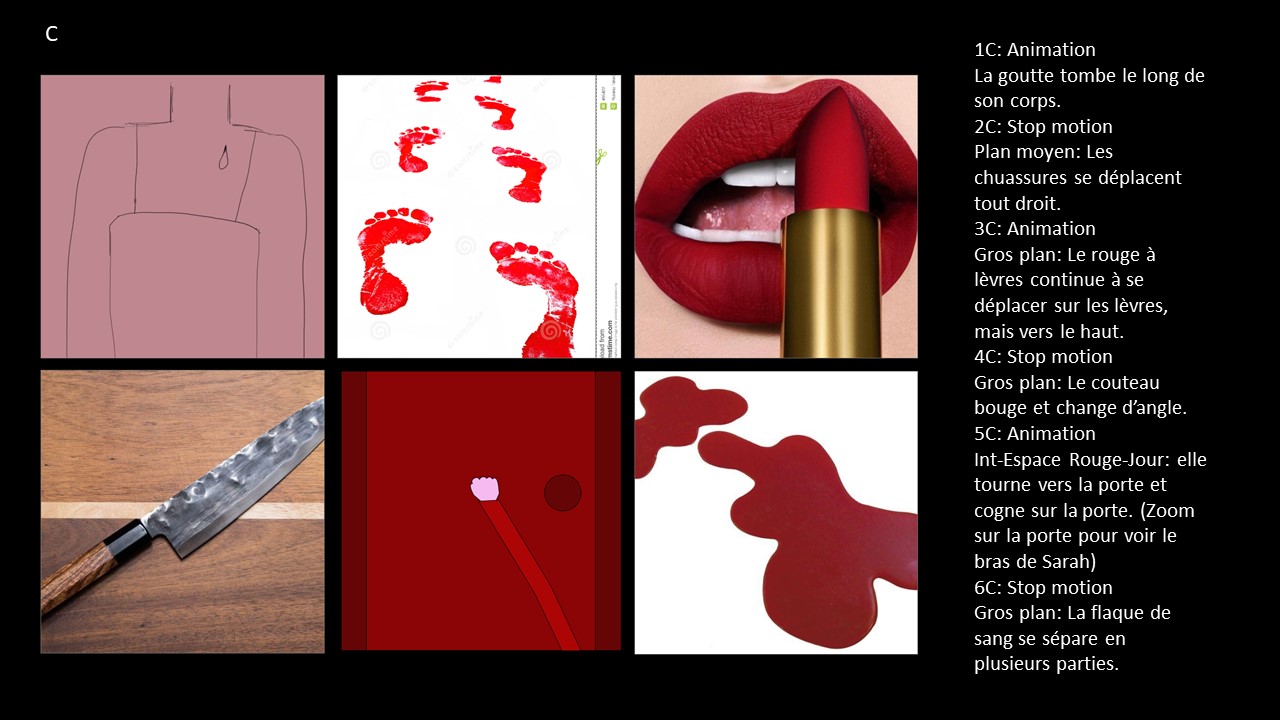 C
1C: Animation
La goutte tombe le long de
son corps.
2C: Stop motion
Plan moyen: Les
chuassures se déplacent
tout droit.
3C: Animation
Gros plan: Le rouge à
lèvres continue à se
déplacer sur les lèvres,
mais vers le haut.
4C: Stop motion
Gros plan: Le couteau
bouge et change d’angle.
5C: Animation
Int-Espace Rouge-Jour: elle
tourne vers la porte et
cogne sur la porte. (Zoom
sur la porte pour voir le
bras de Sarah)
6C: Stop motion
Gros plan: La flaque de
sang se sépare en
plusieurs parties.